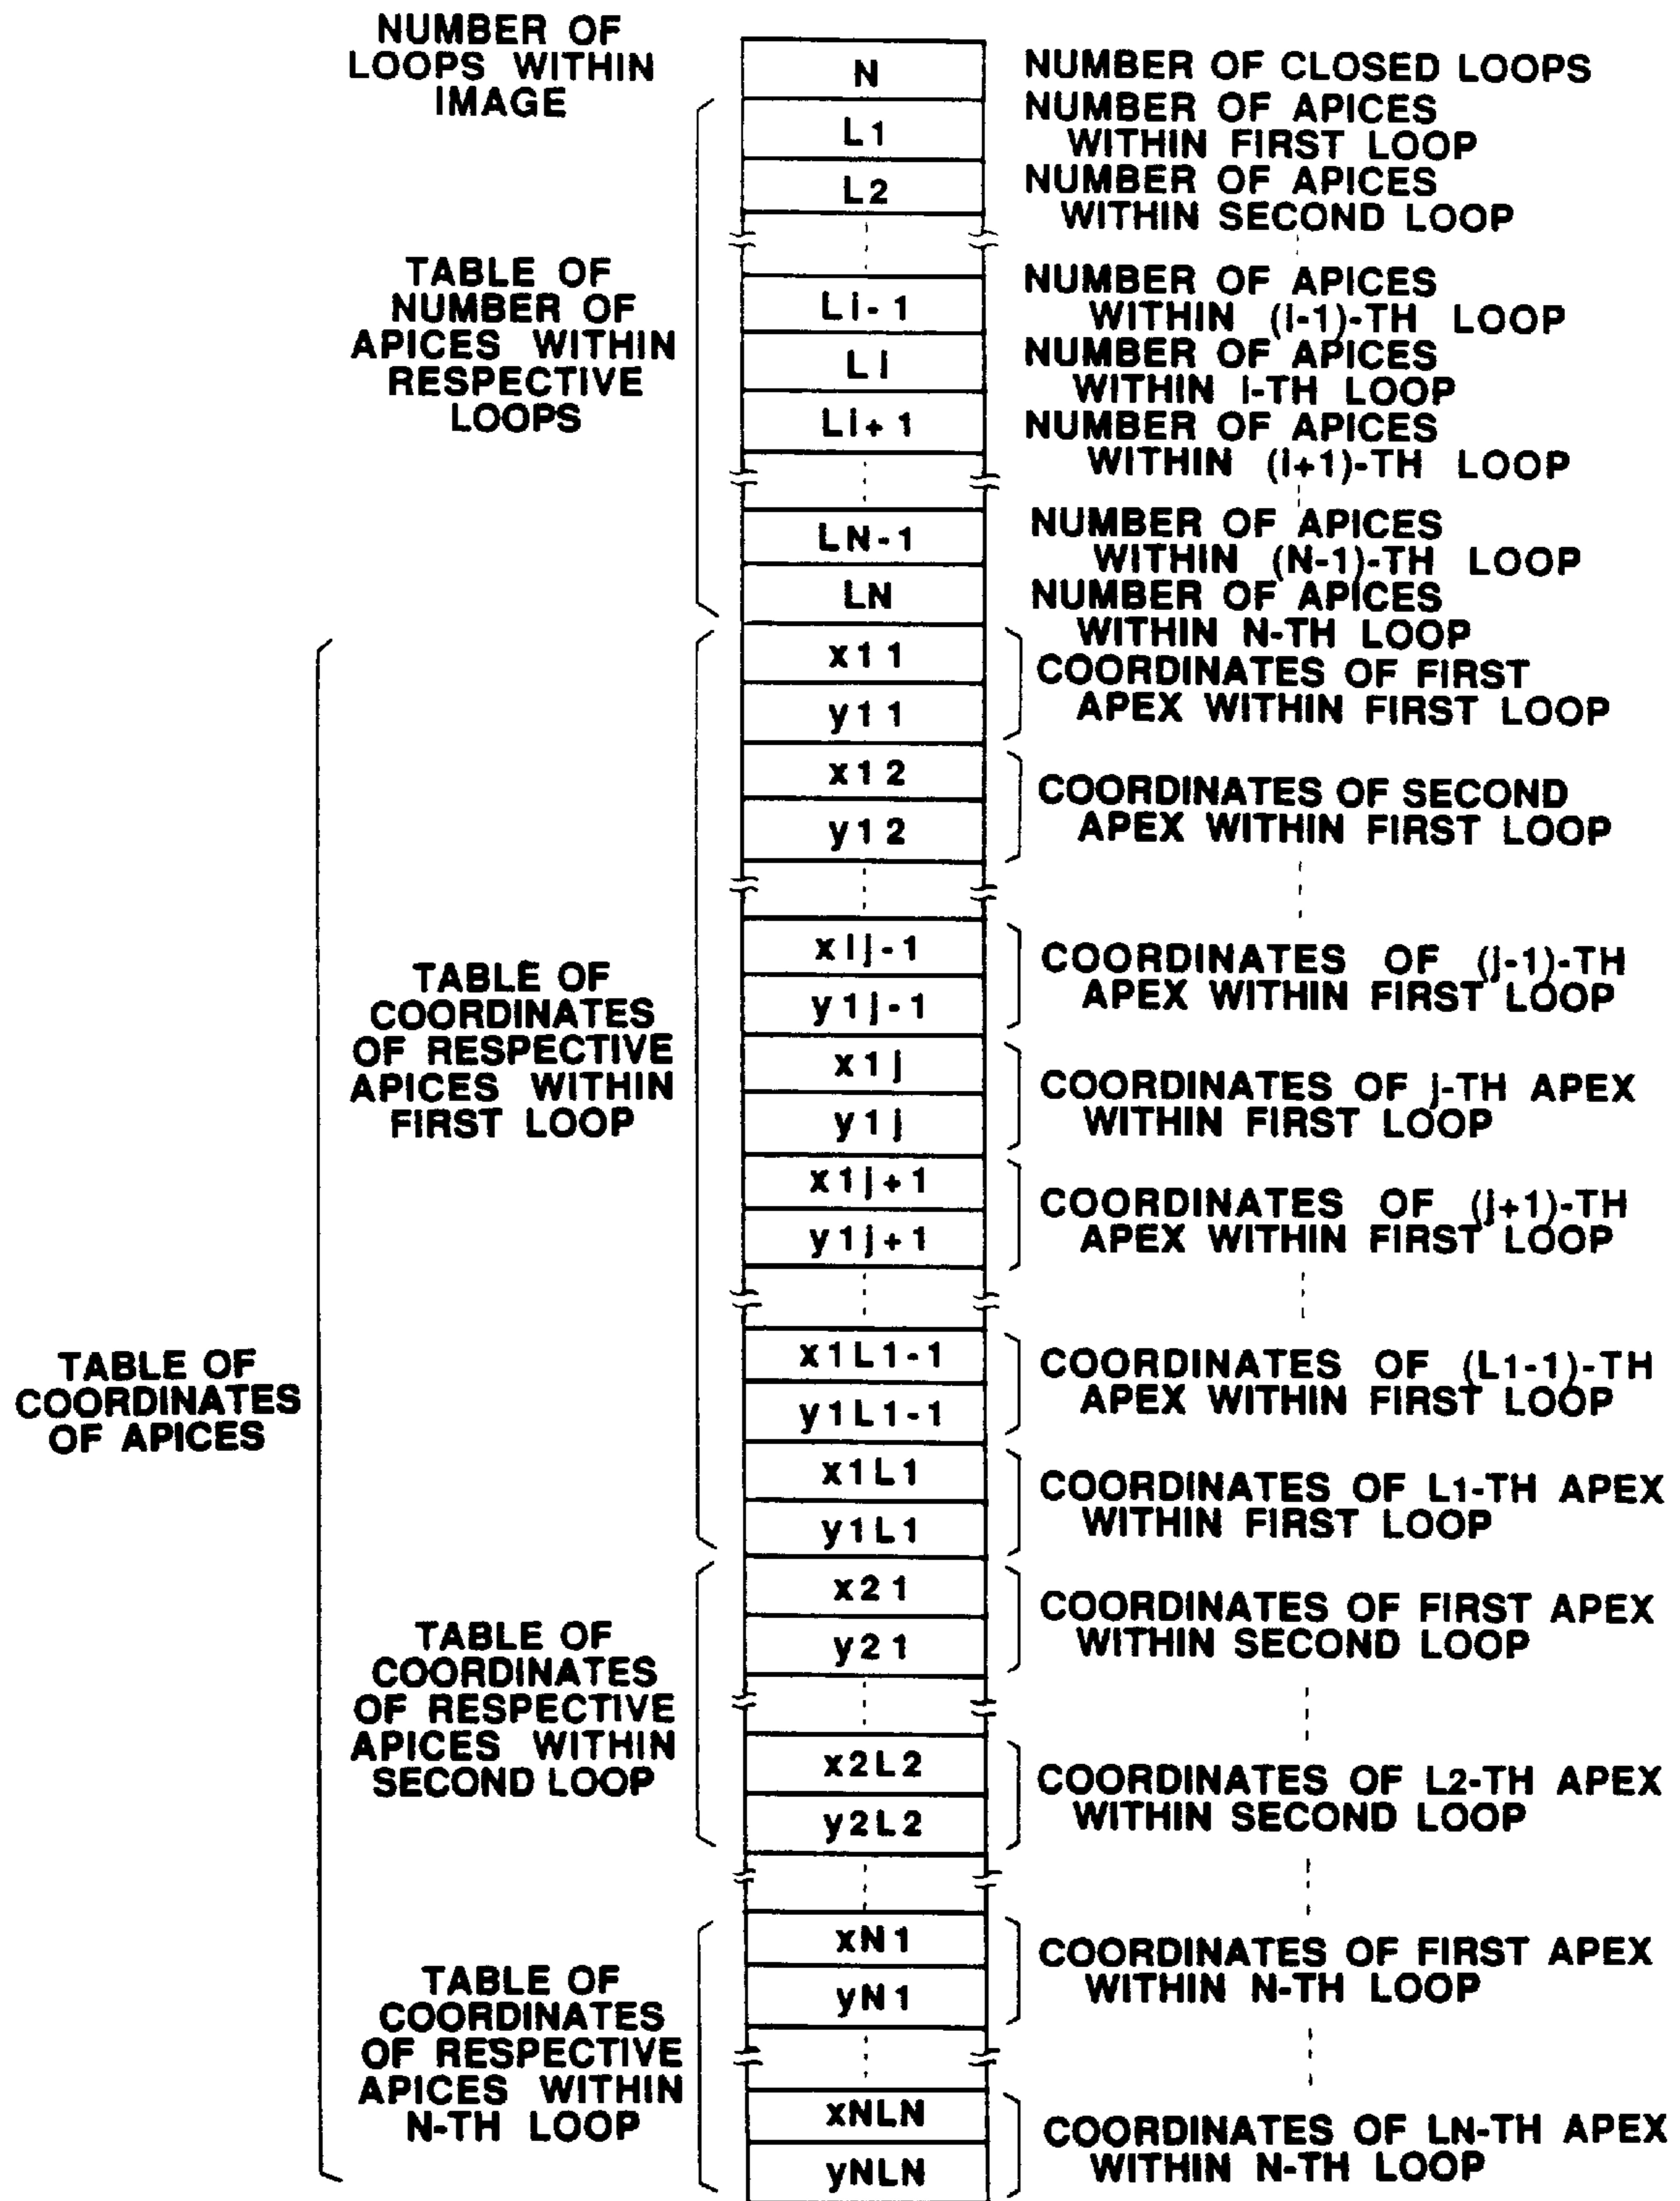 NUMBER OF
LOOPS WITHIN
IMAGE
N
NUMBER OF CLOSED LOOPS
TABLE OF
NUMBER OF
APICES WITHIN
RESPECTIVE
LOOPS
L1
NUMBER OF APICES
WITHIN FIRST LOOP
L2
NUMBER OF APICES
WITHIN SECOND LOOP
Li-1
NUMBER OF APICES
WITHIN (i-1)-TH LOOP
Li
NUMBER OF APICES
WITHIN i-TH LOOP
Li+1
NUMBER OF APICES
WITHIN (i+1)-TH LOOP
LN-1
NUMBER OF APICES
WITHIN (N-1)-TH LOOP
LN
NUMBER OF APICES
WITHIN N-TH LOOP
TABLE OF
COORDINATES
OF APICES
TABLE OF
COORDINATES
OF RESPECTIVE
APICES WITHIN
FIRST LOOP
x11
y11
COORDINATES OF FIRST
APEX WITHIN FIRST LOOP
x12
y12
COORDINATES OF SECOND
APEX WITHIN FIRST LOOP
xij-1
y1j-1
COORDINATES OF (j-1)-TH
APEX WITHIN FIRST LOOP
x1j
y1j
COORDINATES OF j-TH APEX
WITHIN FIRST LOOP
x1j+1
y1j+1
COORDINATES OF (j+1)-TH
APEX WITHIN FIRST LOOP
x1L1-1
y1L1-1
COORDINATES OF (L1-1)-TH
APEX WITHIN FIRST LOOP
x1L1
y1L1
COORDINATES OF L1-TH APEX
WITHIN FIRST LOOP
TABLE OF
COORDINATES
OF RESPECTIVE
APICES WITHIN
SECOND LOOP
x21
y21
COORDINATES OF FIRST APEX
WITHIN SECOND LOOP
x2L2
y2L2
COORDINATES OF L2-TH APEX
WITHIN SECOND LOOP
TABLE OF
COORDINATES
OF RESPECTIVE
APICES WITHIN
N-TH LOOP
xN1
yN1
COORDINATES OF FIRST APEX
WITHIN N-TH LOOP
xNLN
yNLN
COORDINATES OF LN-TH APEX
WITHIN N-TH LOOP